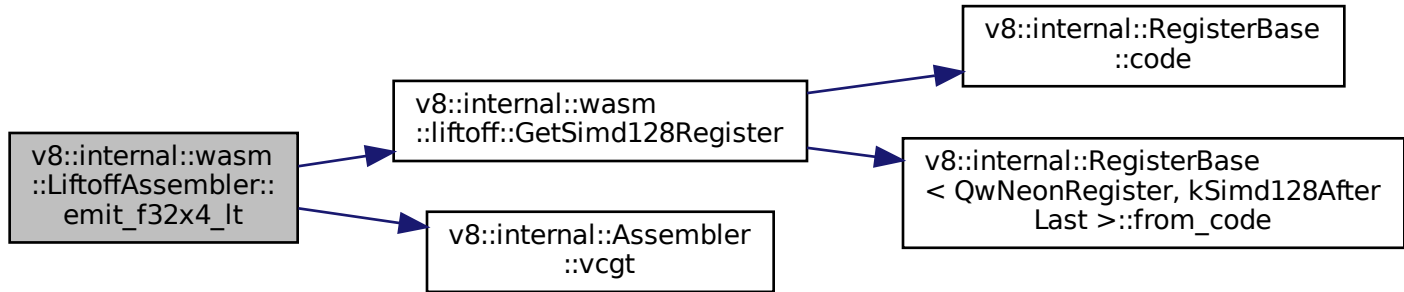 v8::internal::wasm
::LiftoffAssembler::
emit_f32x4_lt
v8::internal::wasm
::liftoff::GetSimd128Register
v8::internal::Assembler
::vcgt
v8::internal::RegisterBase
::code
v8::internal::RegisterBase
< QwNeonRegister, kSimd128After
Last >::from_code